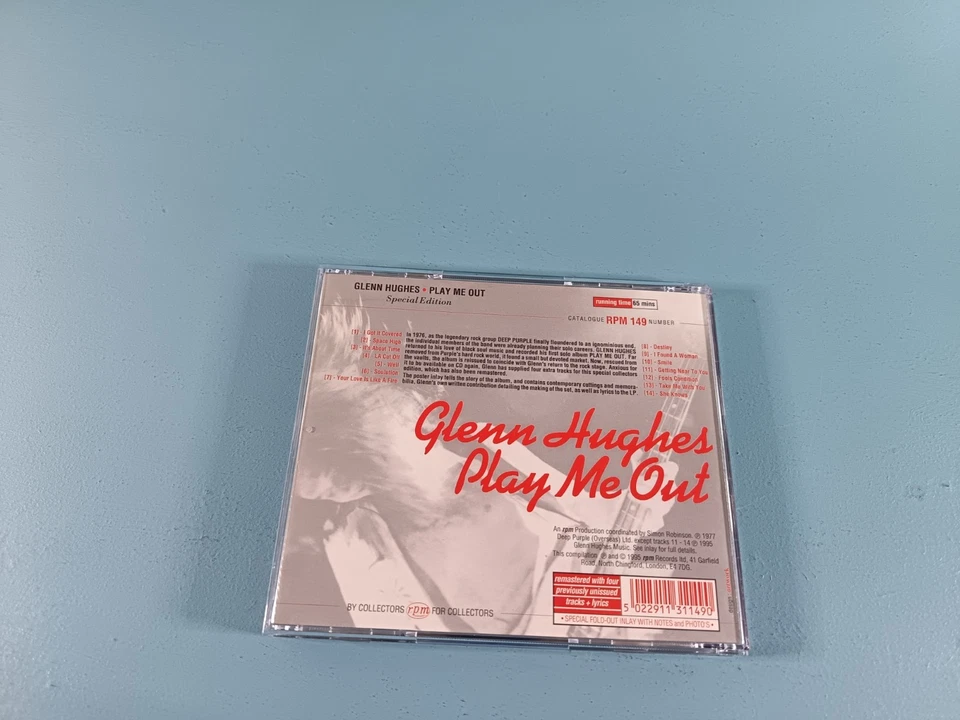 GLENN HUGHES • PLAY ME OUT
Special Edition
running time 65 mins
CATALOGUE RPM 149 NUMBER
[1] - I Got It Covered
[2] - Space High
[3] - It's About Time
[4] - LA Cut Off
[5] - Well
[6] - Soulution
[7] - Your Love Is Like A Fire
In 1976, as the legendary rock group DEEP PURPLE finally floundered in an ignominious end,
the individual members of the band were already planning their solo careers. GLENN HUGHES
returned to his love of black soul music and recorded his first solo album PLAY ME OUT. Far
removed from Purple's hard rock world, it found a small but devoted market. Now, rescued from
the vaults, the album is reissued to coincide with Glenn's return to the rock stage. Anxious for
it to be available on CD again, Glenn has supplied four extra tracks for this special collectors
edition, which has also been remastered.
The poster inlay tells the story of the album, and contains contemporary cuttings and memora-
bilia, Glenn's own written contribution detailing the making of the set, as well as lyrics to the LP.
[8] - Destiny
[9] - I Found A Woman
[10] - Smile
[11] - Getting Near To You
[12] - Fools Condition
[13] - Take Me With You
[14] - She Knows
Glenn Hughes
Play Me Out
An rpm Production coordinated by Simon Robinson. ℗ 1977
Deep Purple (Overseas) Ltd. except tracks 11 - 14 ℗ 1995
Glenn Hughes Music. See inlay for full details.
This compilation ℗ and © 1995 rpm Records ltd, 41 Garfield
Road, North Chingford, London, E4 7DG.
remastered with four
previously unissued
tracks + lyrics
5 022911 311490
• SPECIAL FOLD-OUT INLAY WITH NOTES and PHOTO'S •
BY COLLECTORS rpm FOR COLLECTORS